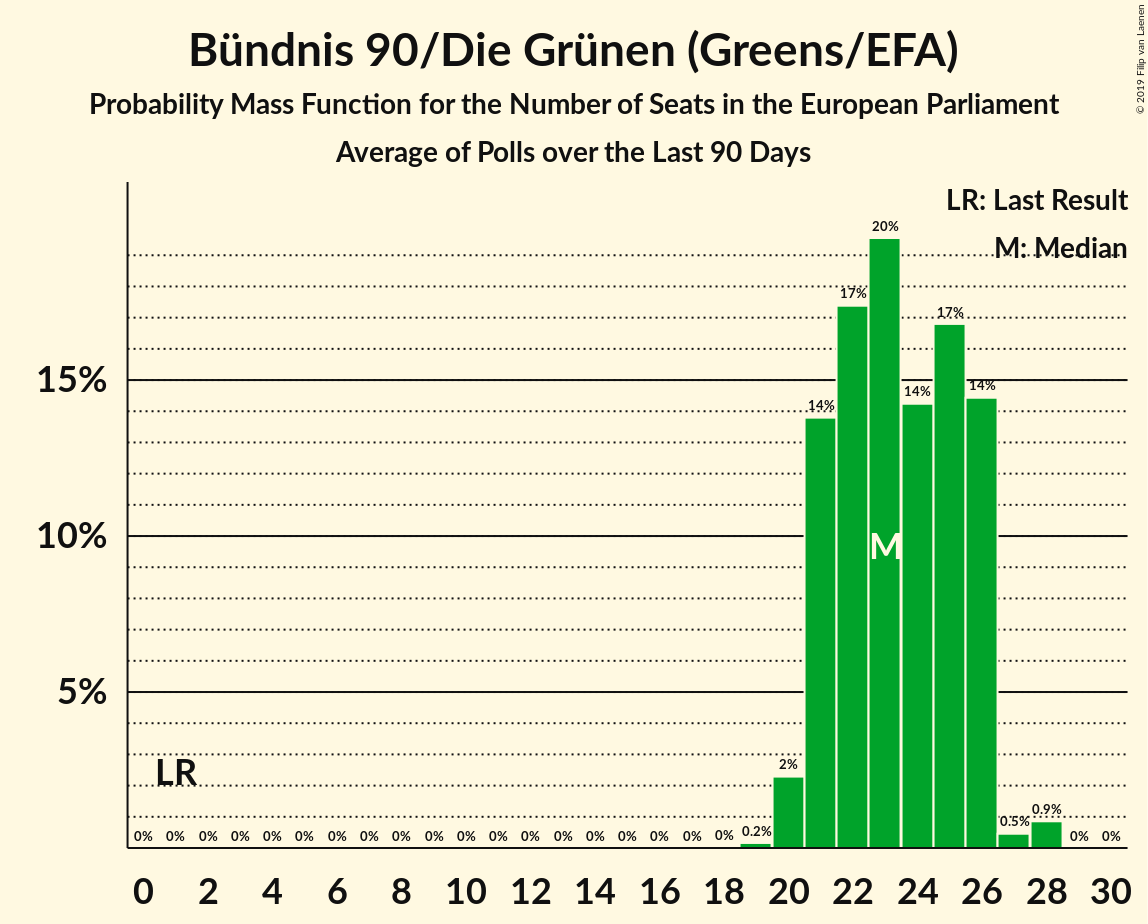 Bündnis 90/Die Grünen (Greens/EFA)
Probability Mass Function for the Number of Seats in the European Parliament
Average of Polls over the Last 90 Days
© 2019 Filip van Laenen
LR: Last Result
M: Median
15%
10%
5%
LR
M
0% 0% 0% 0% 0% 0% 0% 0% 0% 0% 0% 0% 0% 0% 0% 0% 0% 0% 0% 0.2% 2% 14% 17% 20% 14% 17% 14% 0.5% 0.9% 0% 0%
0 2 4 6 8 10 12 14 16 18 20 22 24 26 28 30